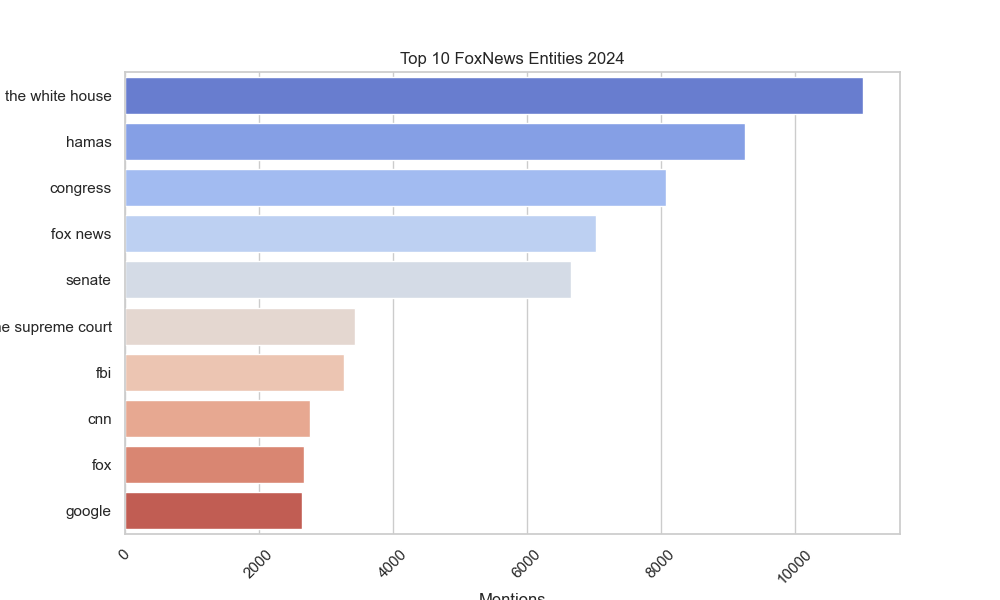 Top 10 FoxNews Entities 2024
the white house
hamas
congress
fox news
senate
supreme court
fbi
cnn
fox
google
0 2000 4000 6000 8000 10000
Mentions